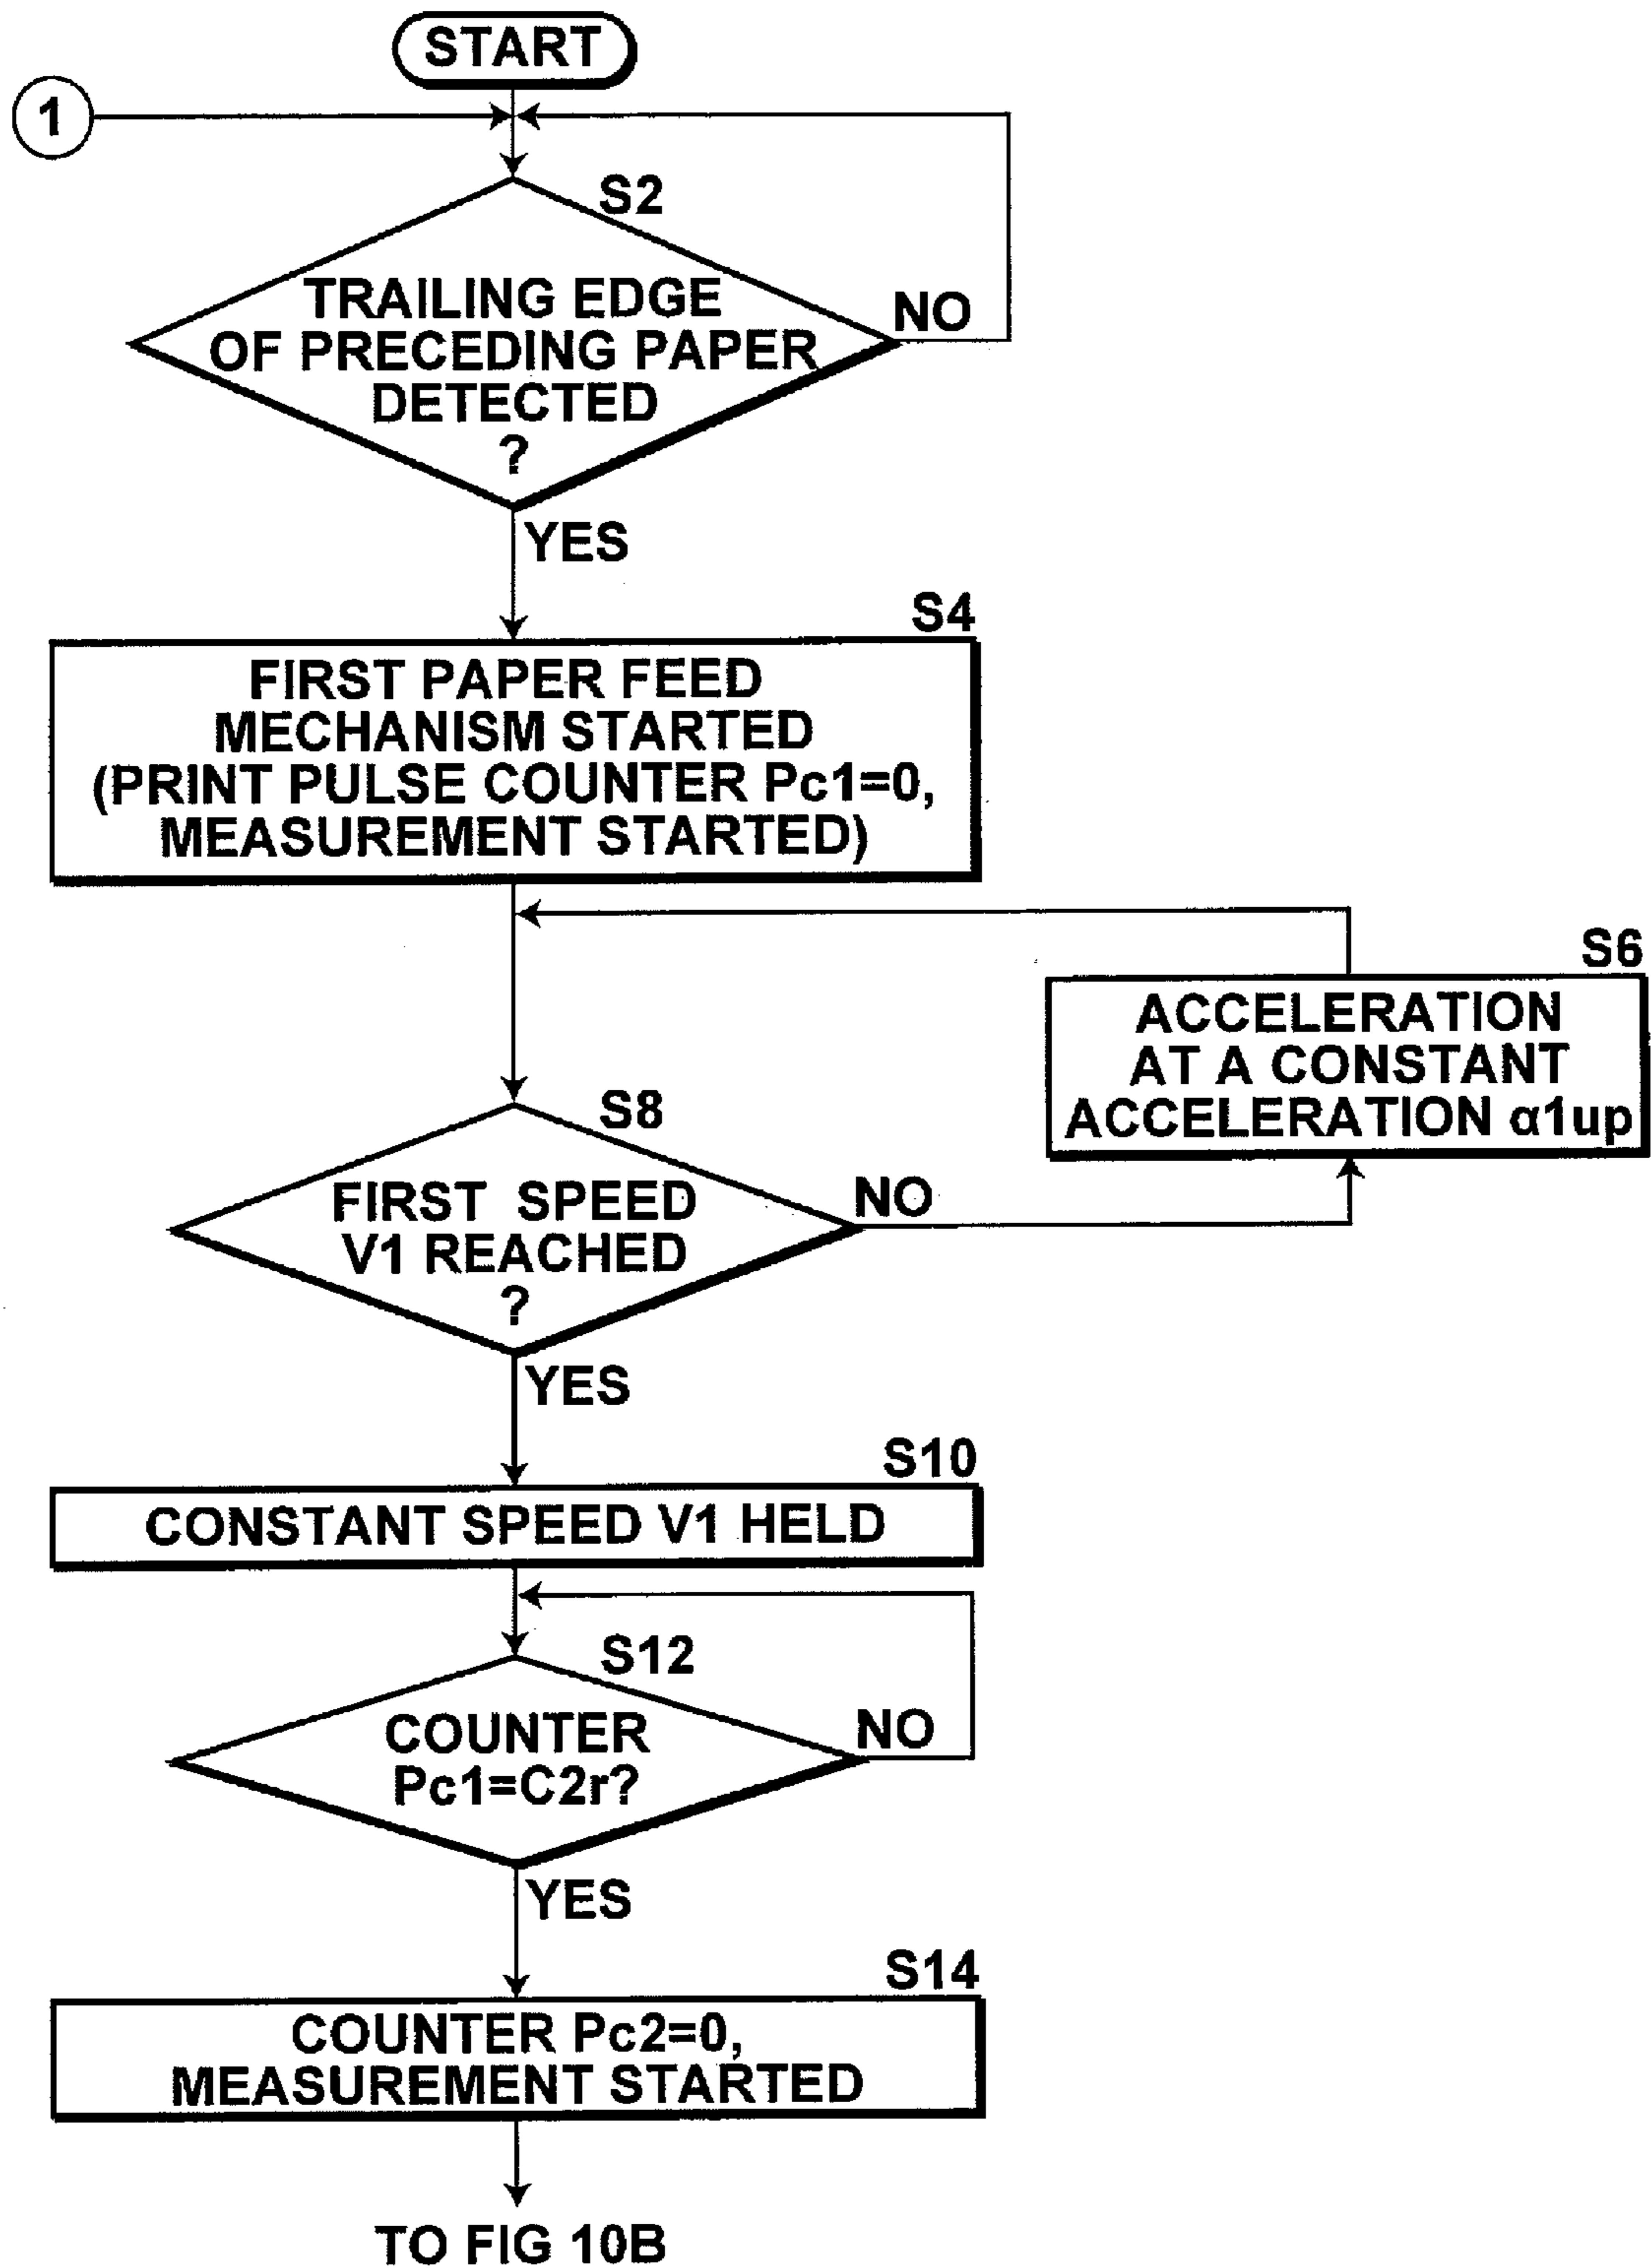 START
1
S2
TRAILING EDGE
OF PRECEDING PAPER
DETECTED
?
NO
YES
S4
FIRST PAPER FEED
MECHANISM STARTED
(PRINT PULSE COUNTER Pc1=0,
MEASUREMENT STARTED)
S6
ACCELERATION
AT A CONSTANT
ACCELERATION α1up
S8
FIRST SPEED
V1 REACHED
?
NO
YES
S10
CONSTANT SPEED V1 HELD
S12
COUNTER
Pc1=C2r?
NO
YES
S14
COUNTER Pc2=0,
MEASUREMENT STARTED
TO FIG 10B